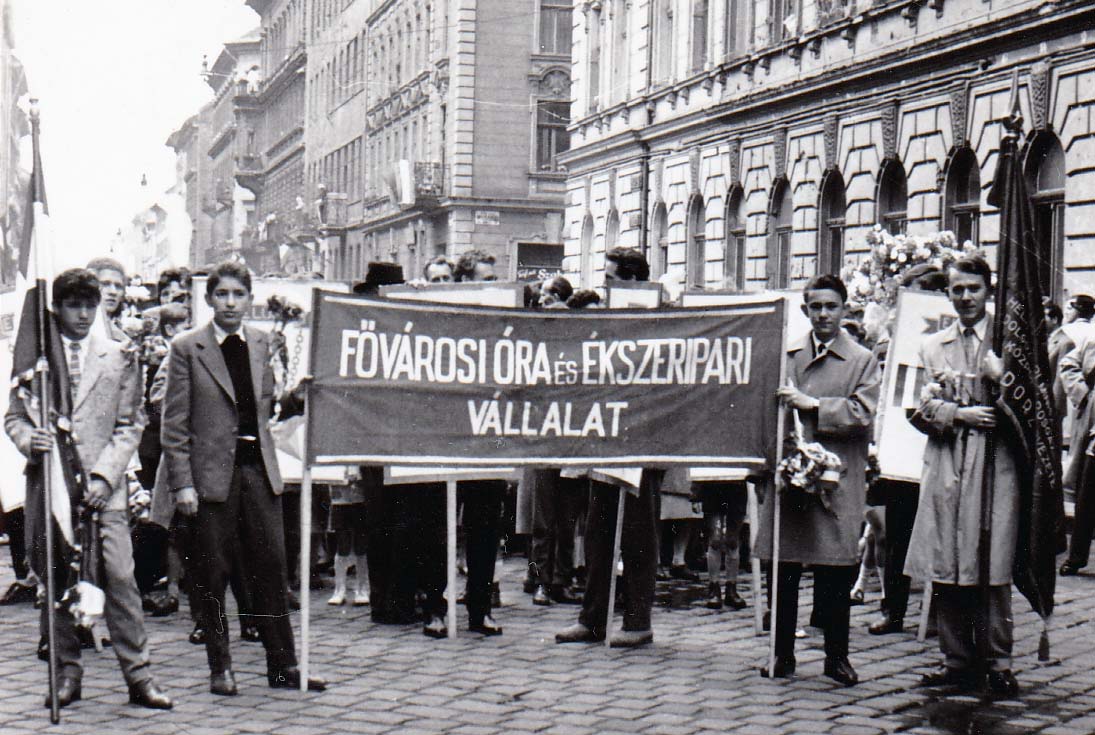 FŐVÁROSI ÓRA ÉS ÉKSZERIPARI
VÁLLALAT